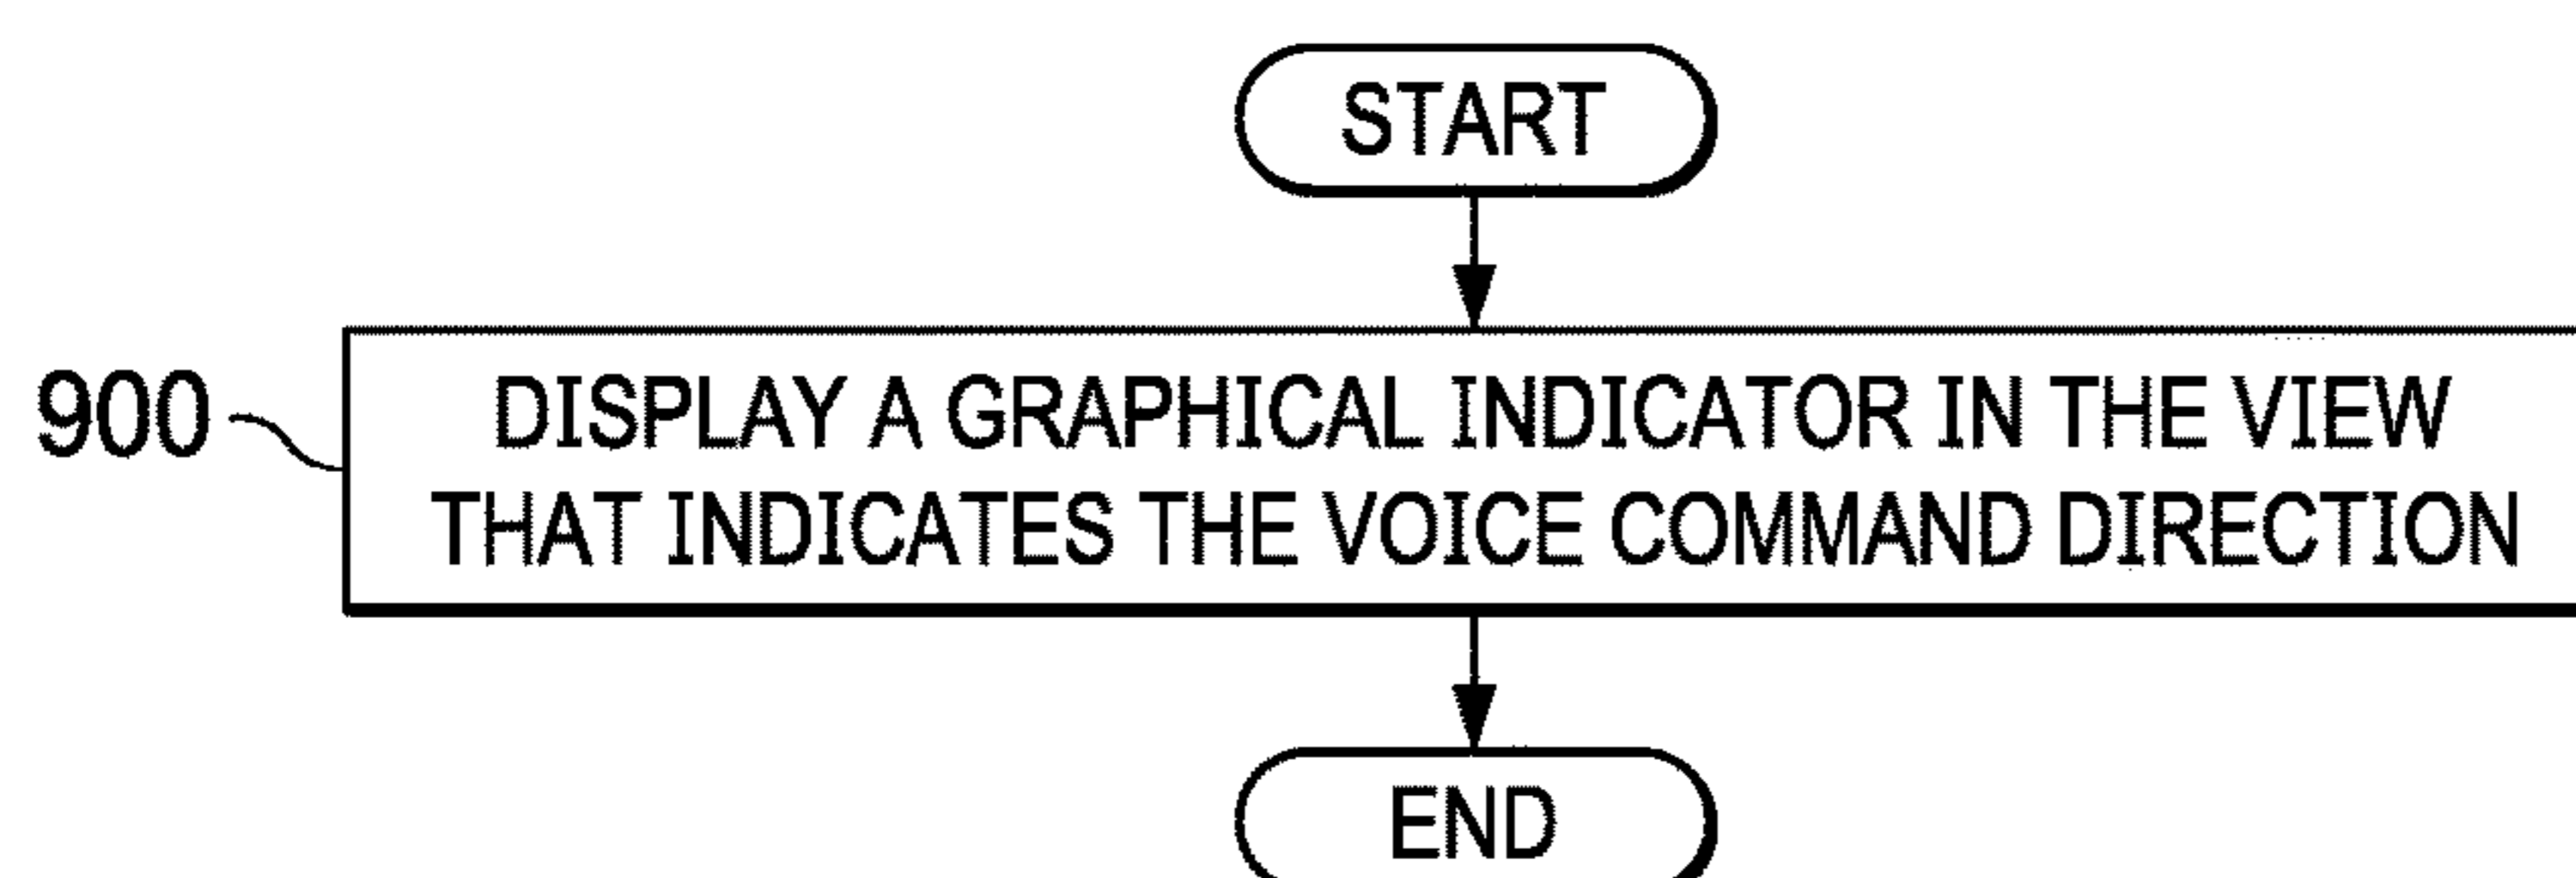 START
900
DISPLAY A GRAPHICAL INDICATOR IN THE VIEW
THAT INDICATES THE VOICE COMMAND DIRECTION
END